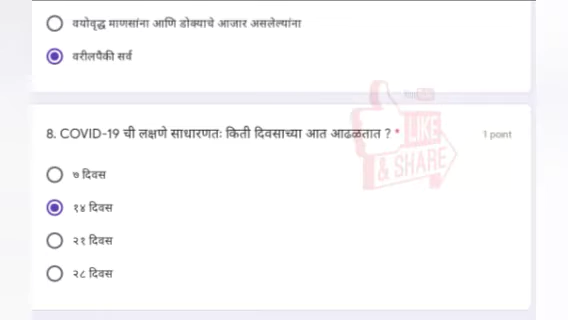 वयोवृद्ध माणसांना आणि डोक्याचे आजार असलेल्यांना
वरीलपैकी सर्व
8. COVID-19 ची लक्षणे साधारणतः किती दिवसाच्या आत आढळतात ? *
1 point
LIKE
& SHARE
७ दिवस
१४ दिवस
२१ दिवस
२८ दिवस